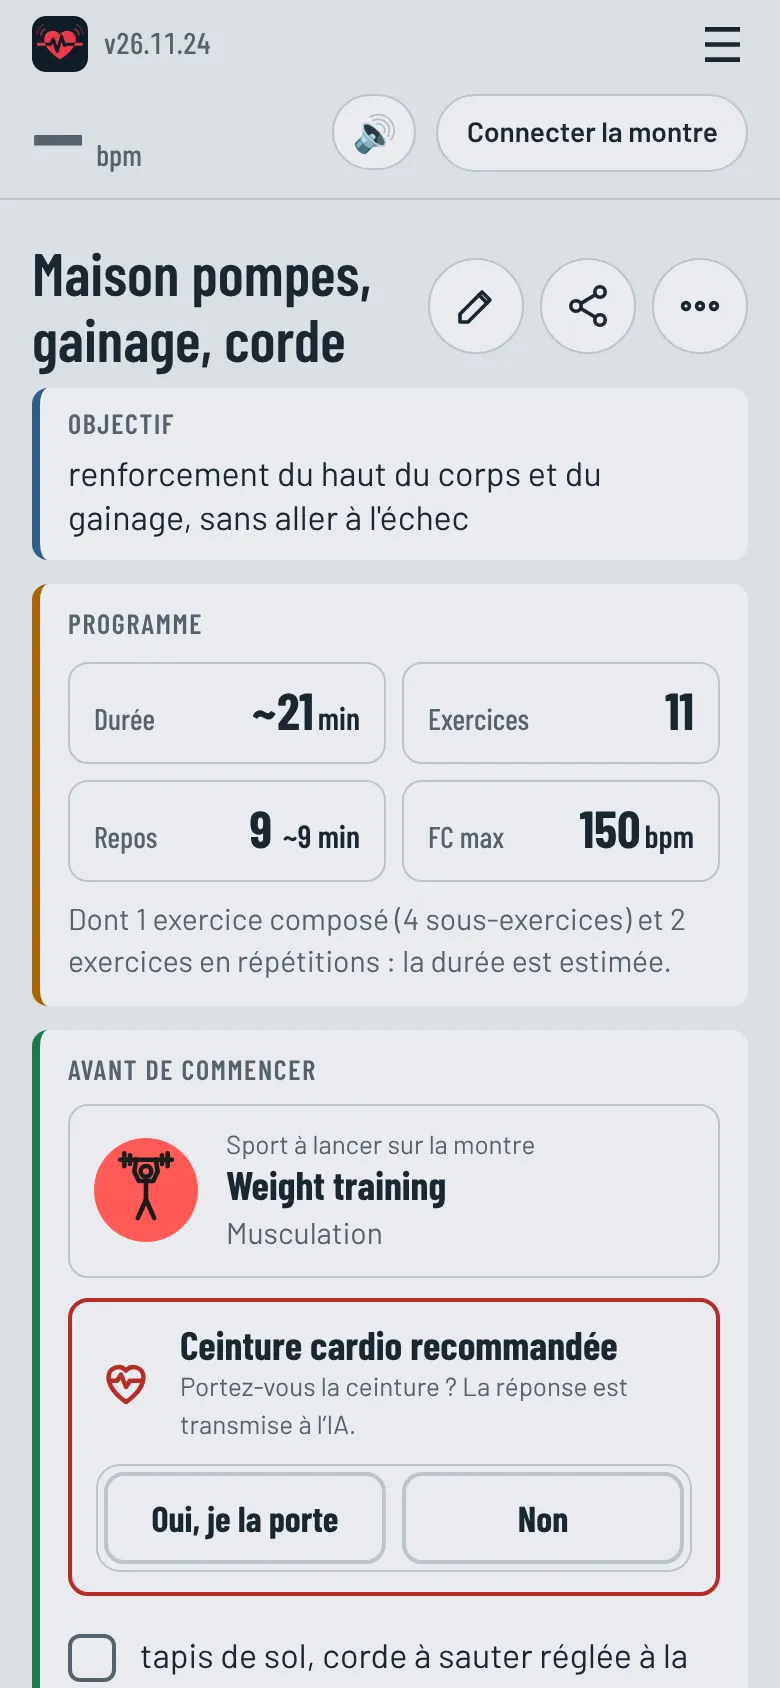 v26.11.24
— bpm
Connecter la montre
Maison pompes,
gainage, corde
OBJECTIF
renforcement du haut du corps et du
gainage, sans aller à l'échec
PROGRAMME
Durée ~21 min
Exercices 11
Repos 9 ~9 min
FC max 150 bpm
Dont 1 exercice composé (4 sous-exercices) et 2
exercices en répétitions : la durée est estimée.
AVANT DE COMMENCER
Sport à lancer sur la montre
Weight training
Musculation
Ceinture cardio recommandée
Portez-vous la ceinture ? La réponse est
transmise à l’IA.
Oui, je la porte
Non
tapis de sol, corde à sauter réglée à la